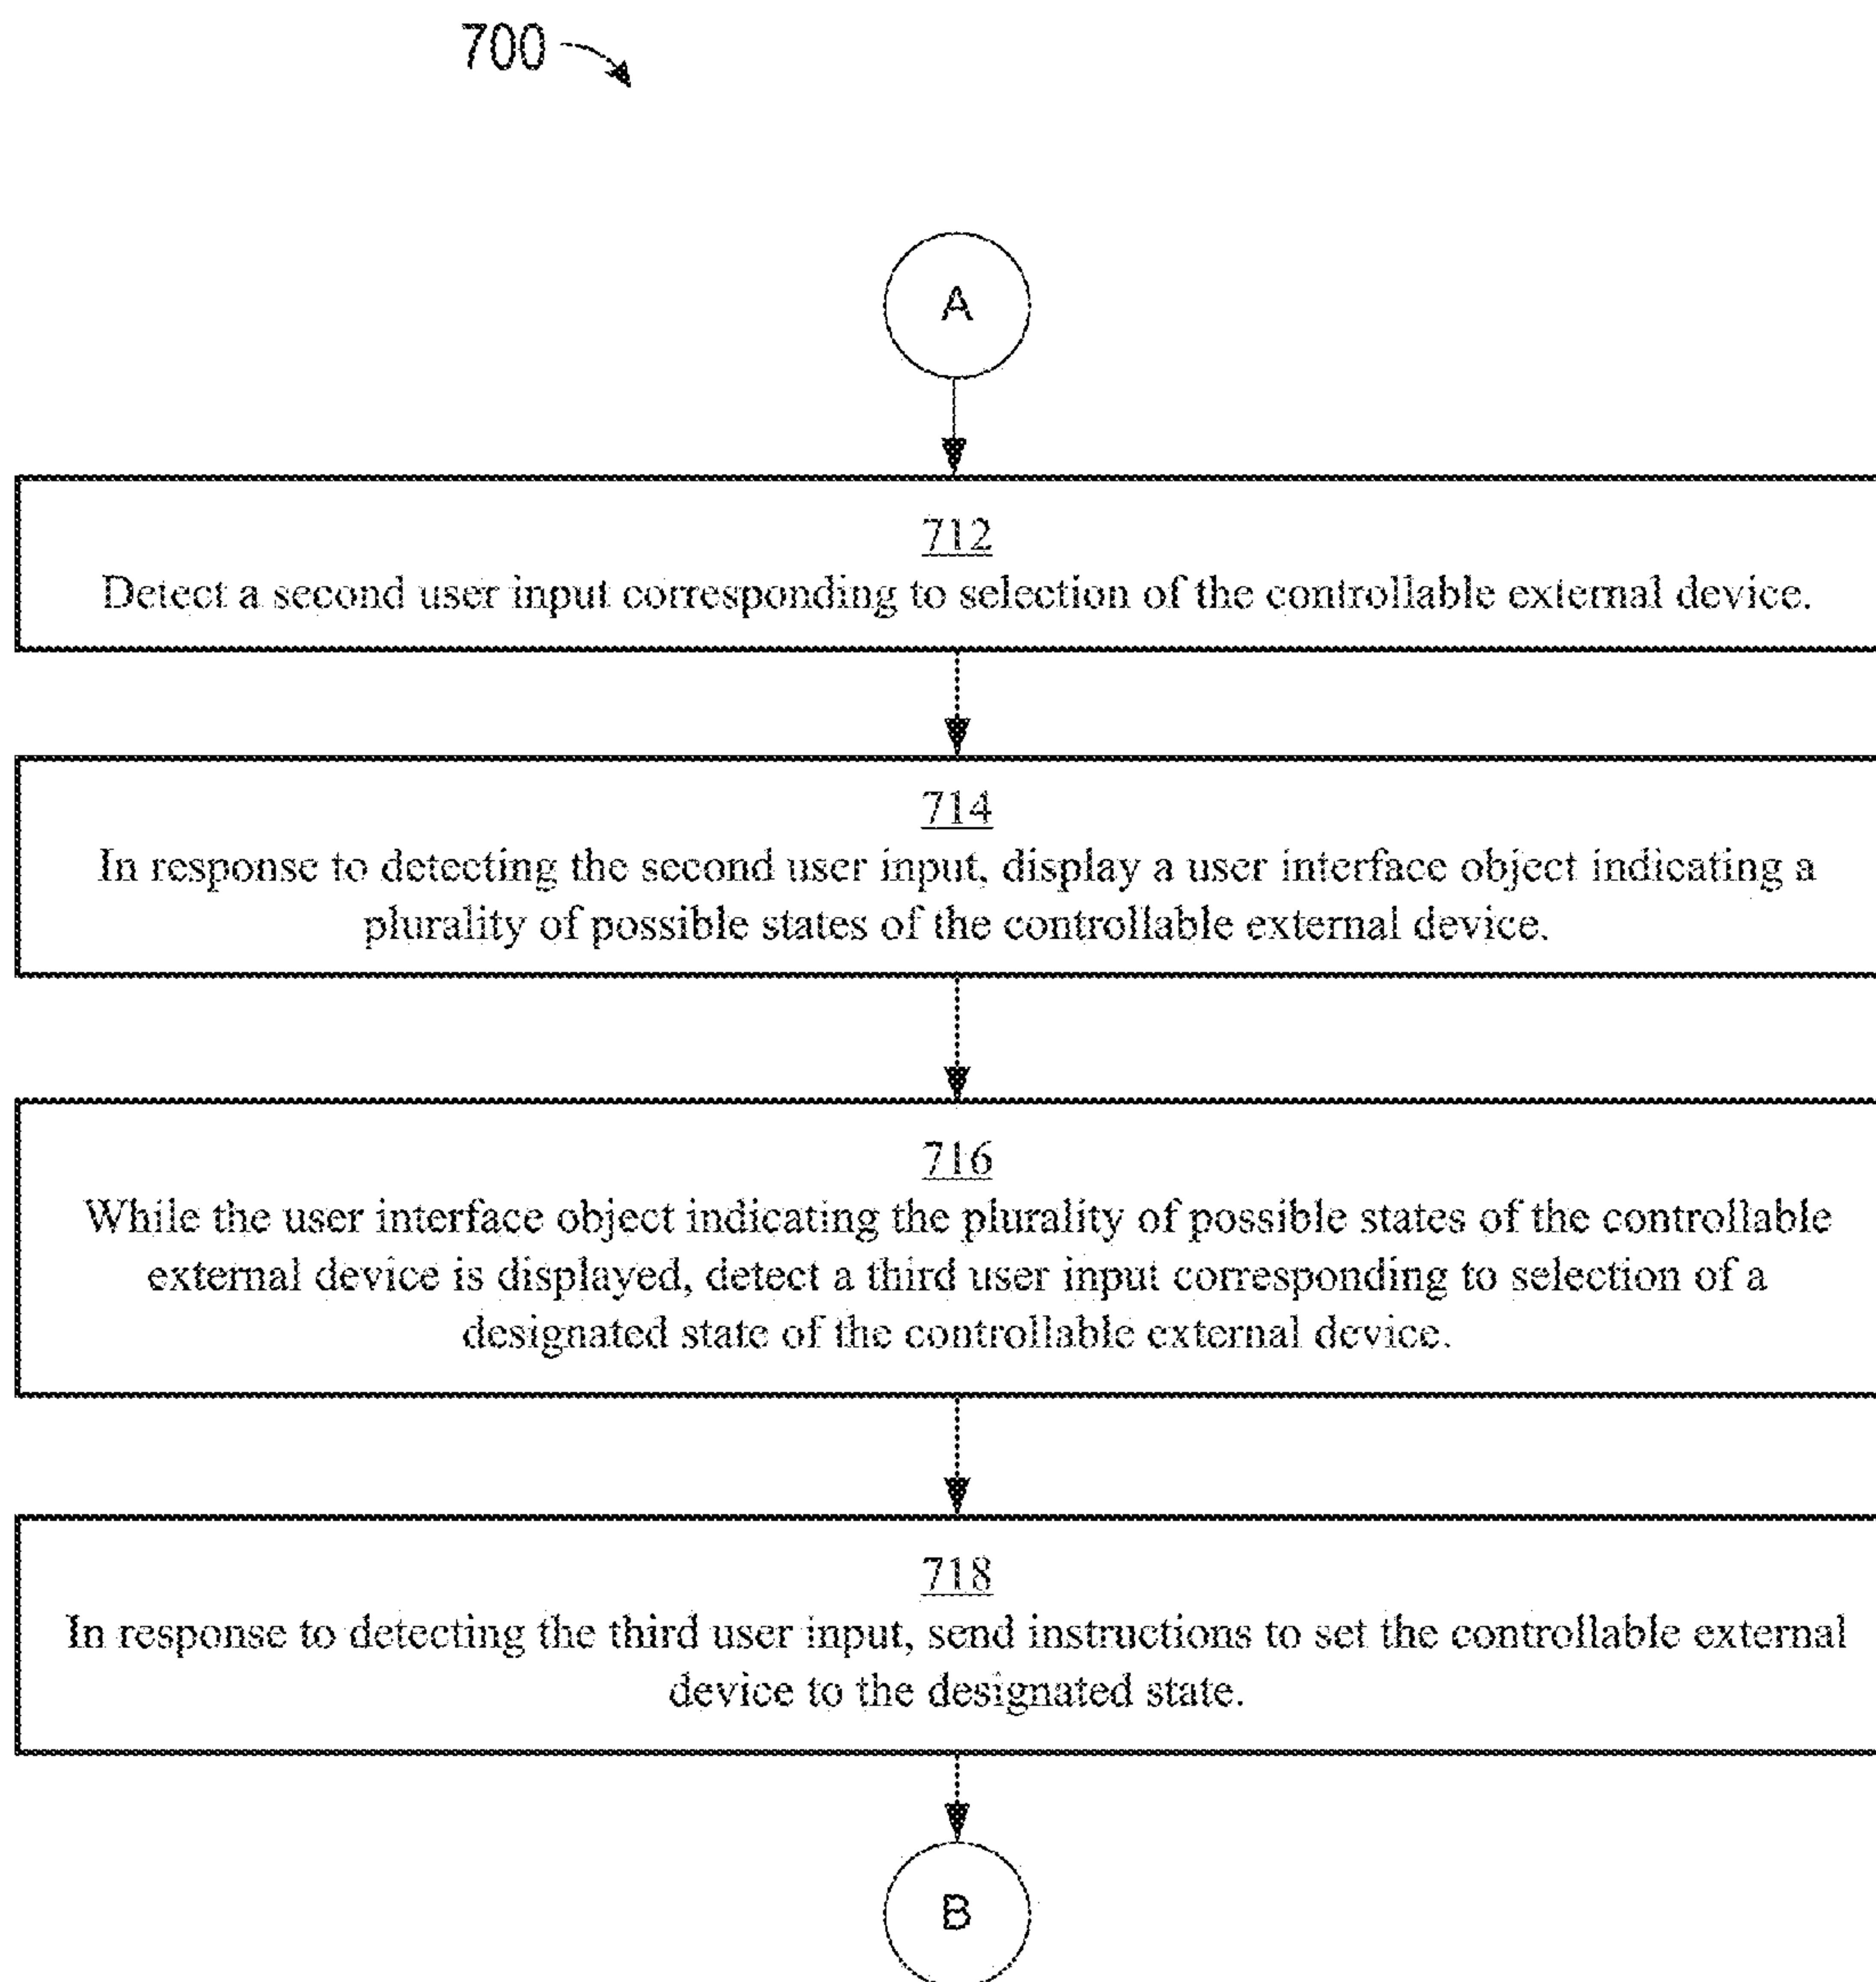 700
A
712
Detect a second user input corresponding to selection of the controllable external device.
714
In response to detecting the second user input, display a user interface object indicating a
plurality of possible states of the controllable external device.
716
While the user interface object indicating the plurality of possible states of the controllable
external device is displayed, detect a third user input corresponding to selection of a
designated state of the controllable external device.
718
In response to detecting the third user input, send instructions to set the controllable external
device to the designated state.
B